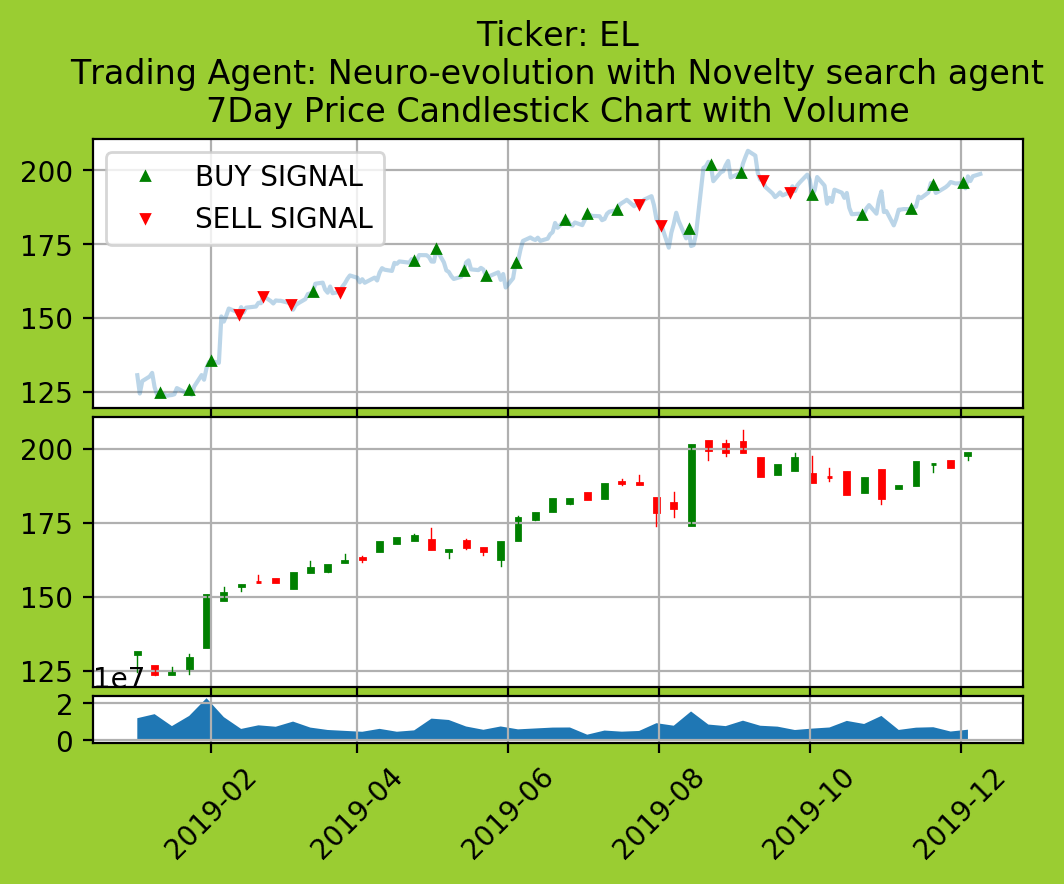 Ticker: EL
Trading Agent: Neuro-evolution with Novelty search agent
7Day Price Candlestick Chart with Volume
200
175
150
125
BUY SIGNAL
SELL SIGNAL
200
175
150
125
1e7
2
0
2019-02
2019-04
2019-06
2019-08
2019-10
2019-12